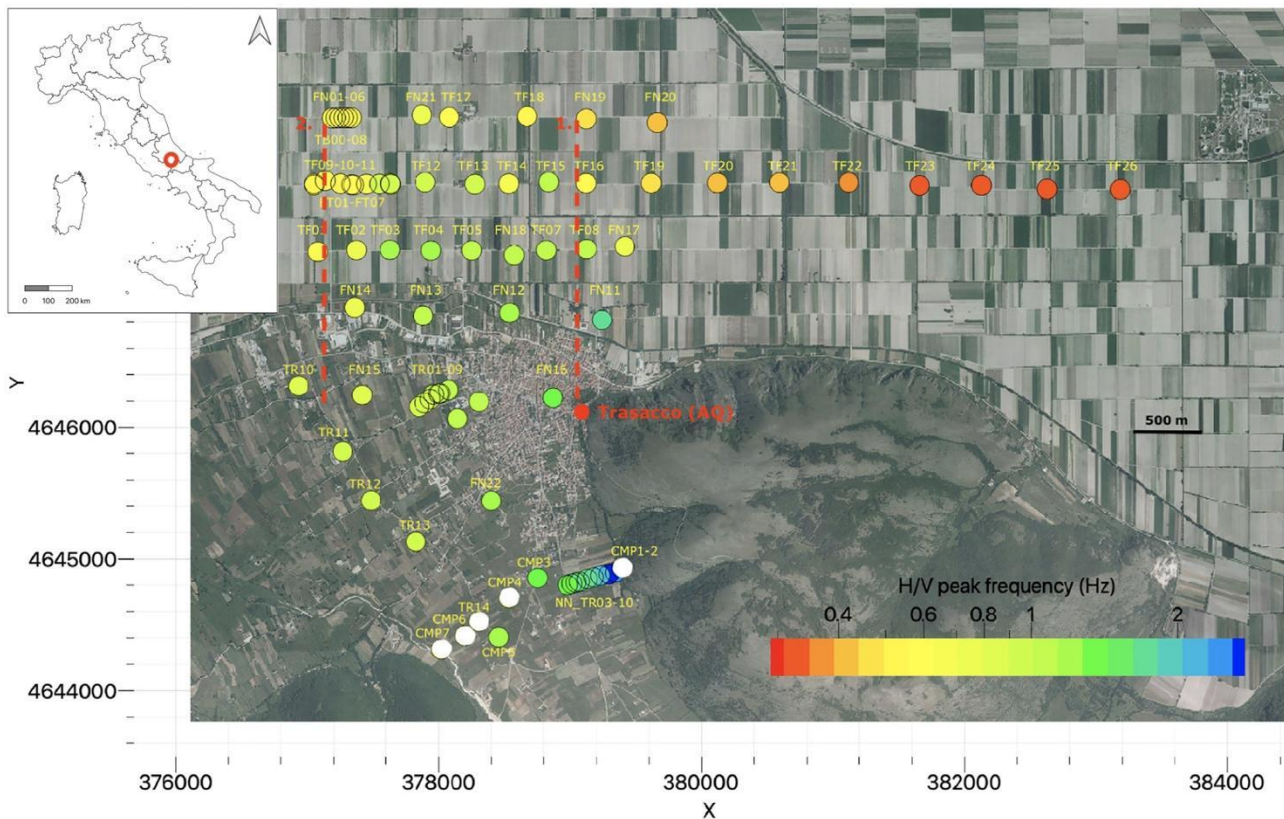 0 100 200 km
FN01-06 FN21 TF17 TF18 FN19 FN20
2. 1.
TB00-08
TF09-10-11 TF12 TF13 TF14 TF15 TF16 TF19 TF20 TF21 TF22 TF23 TF24 TF25 TF26
FT01-FT07
TF01 TF02 TF03 TF04 TF05 FN18 TF07 TF08 FN17
FN14 FN13 FN12 FN11
TR10 FN15 TR01-09 FN16
Trasacco (AQ)
500 m
TR11
TR12 FN22
TR13
CMP3 CMP1-2
CMP4 NN_TR03-10
TR14
CMP6
CMP7 CMP5
H/V peak frequency (Hz)
0.4 0.6 0.8 1 2
Y
4646000
4645000
4644000
376000 378000 380000 382000 384000
X